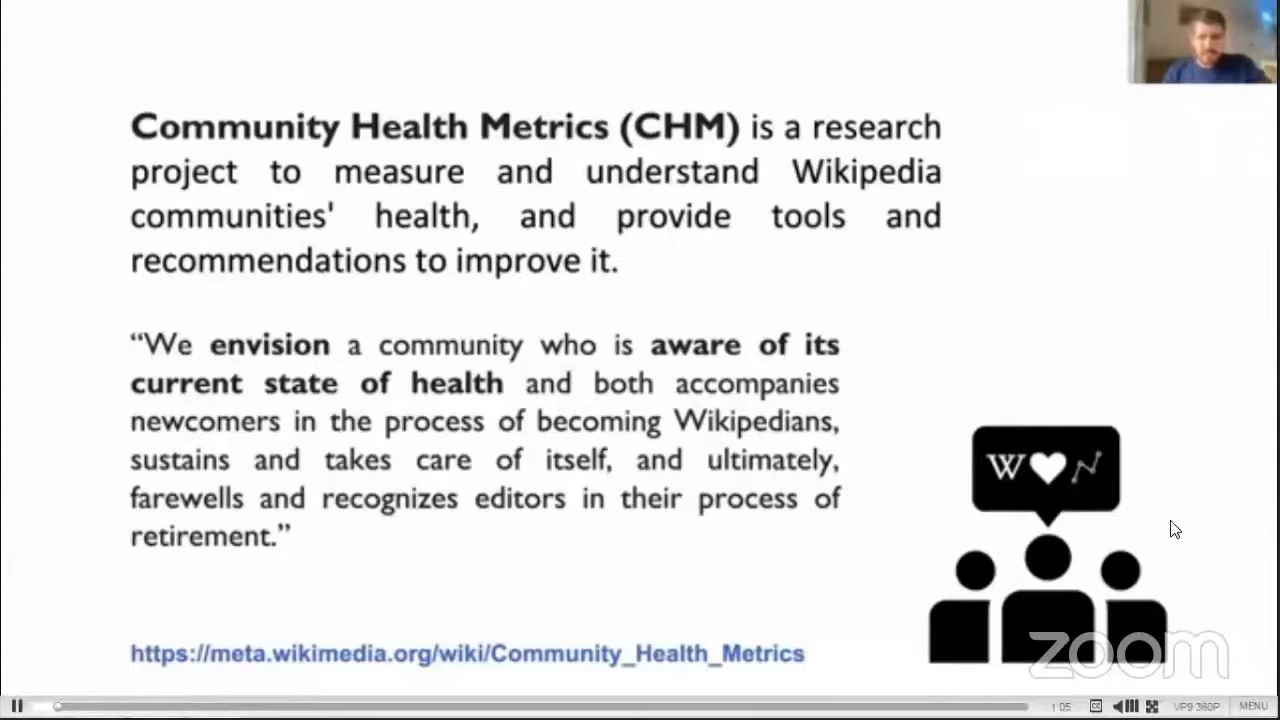 Community Health Metrics (CHM) is a research
project to measure and understand Wikipedia
communities' health, and provide tools and
recommendations to improve it.
“We envision a community who is aware of its
current state of health and both accompanies
newcomers in the process of becoming Wikipedians,
sustains and takes care of itself, and ultimately,
farewells and recognizes editors in their process of
retirement.”
W
https://meta.wikimedia.org/wiki/Community_Health_Metrics
zoom
1:05 CC VP9 360P MENU